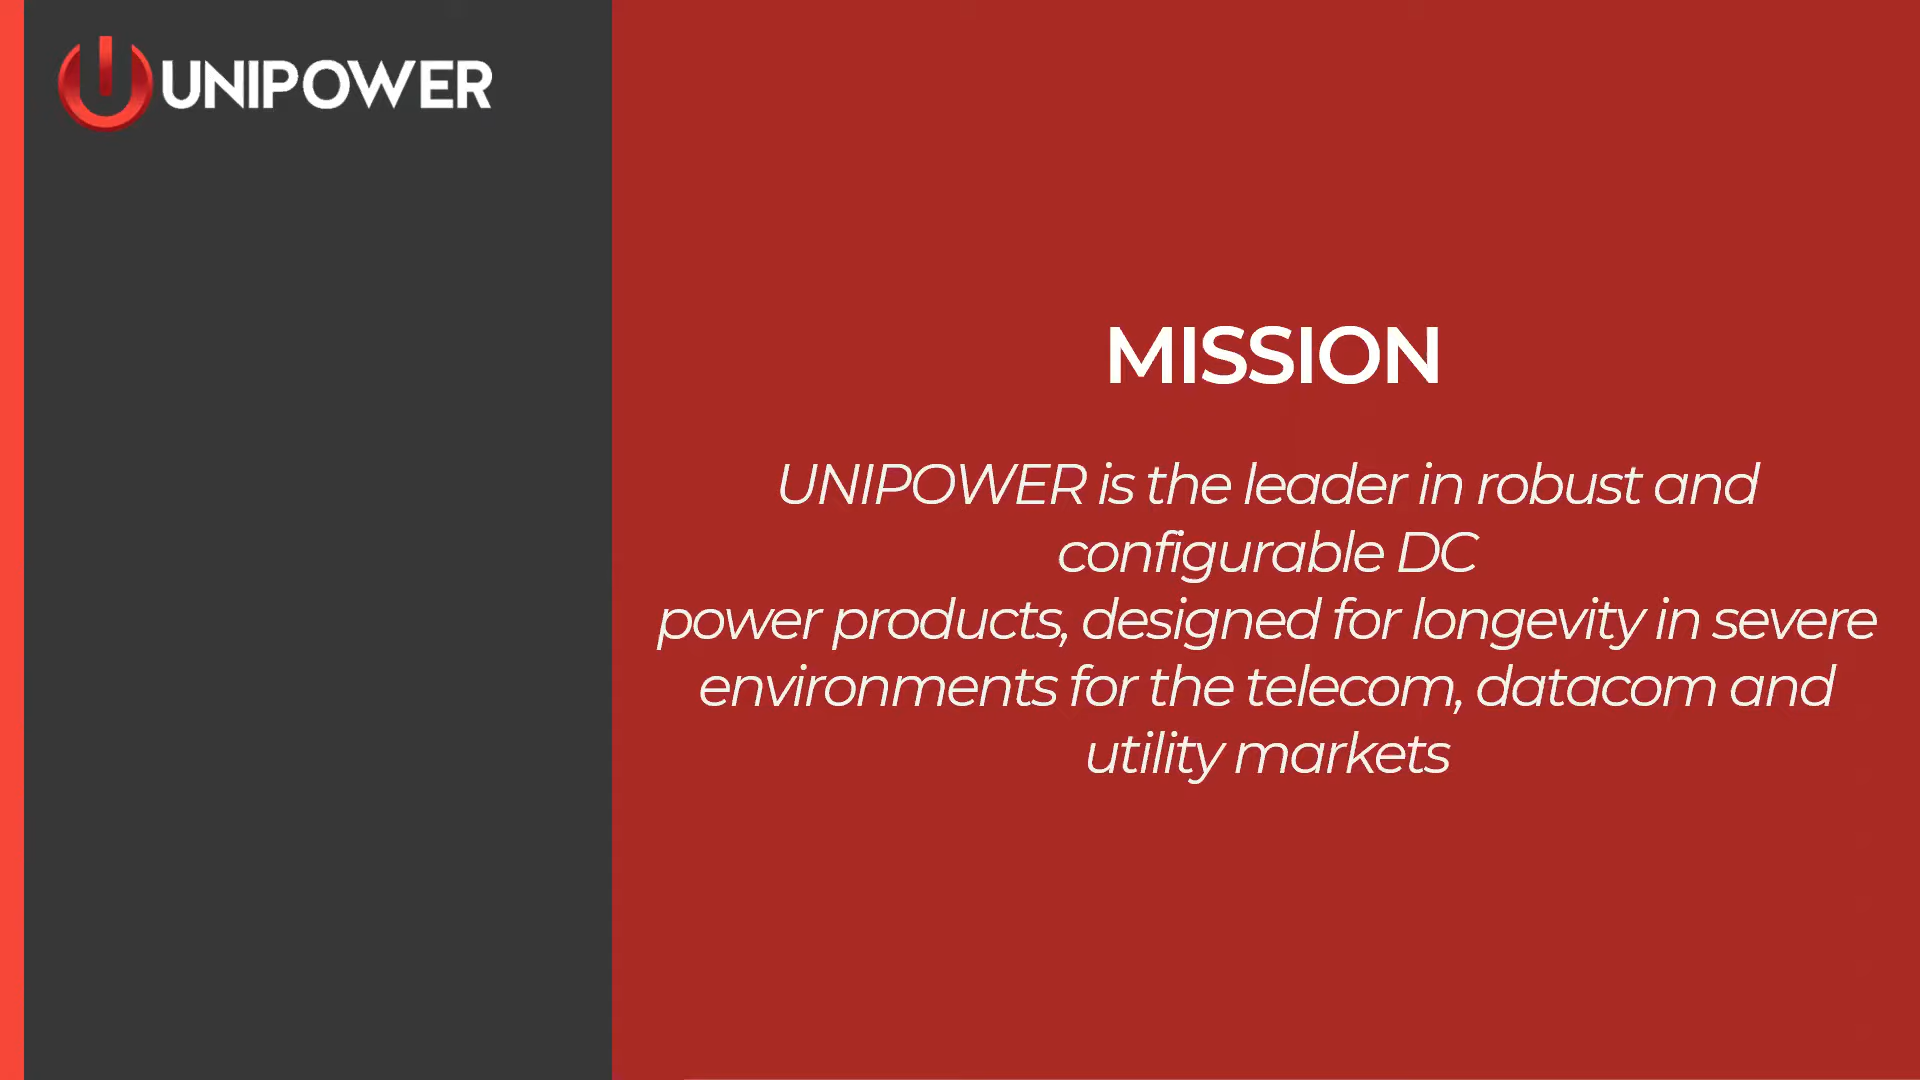 UNIPOWER
MISSION
UNIPOWER is the leader in robust and
configurable DC
power products, designed for longevity in severe
environments for the telecom, datacom and
utility markets